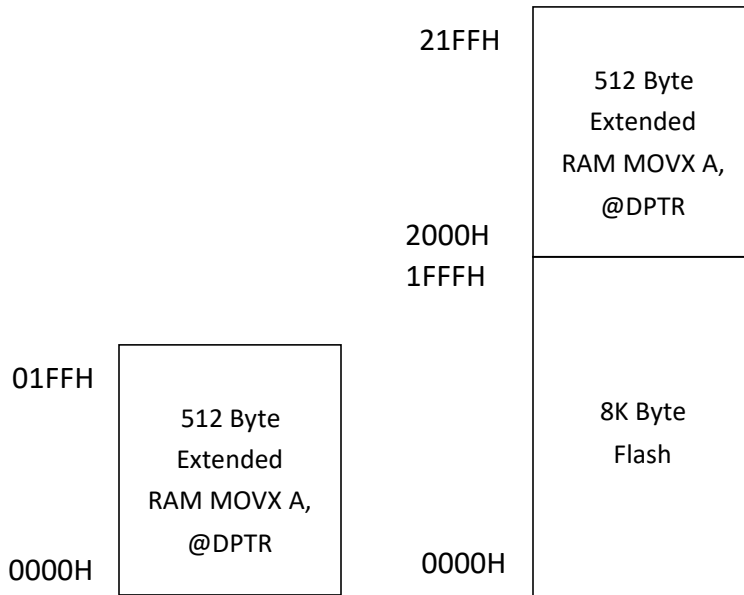 21FFH
512 Byte
Extended
RAM MOVX A,
@DPTR
2000H
1FFFH
01FFH
512 Byte
Extended
RAM MOVX A,
@DPTR
0000H
8K Byte
Flash
0000H